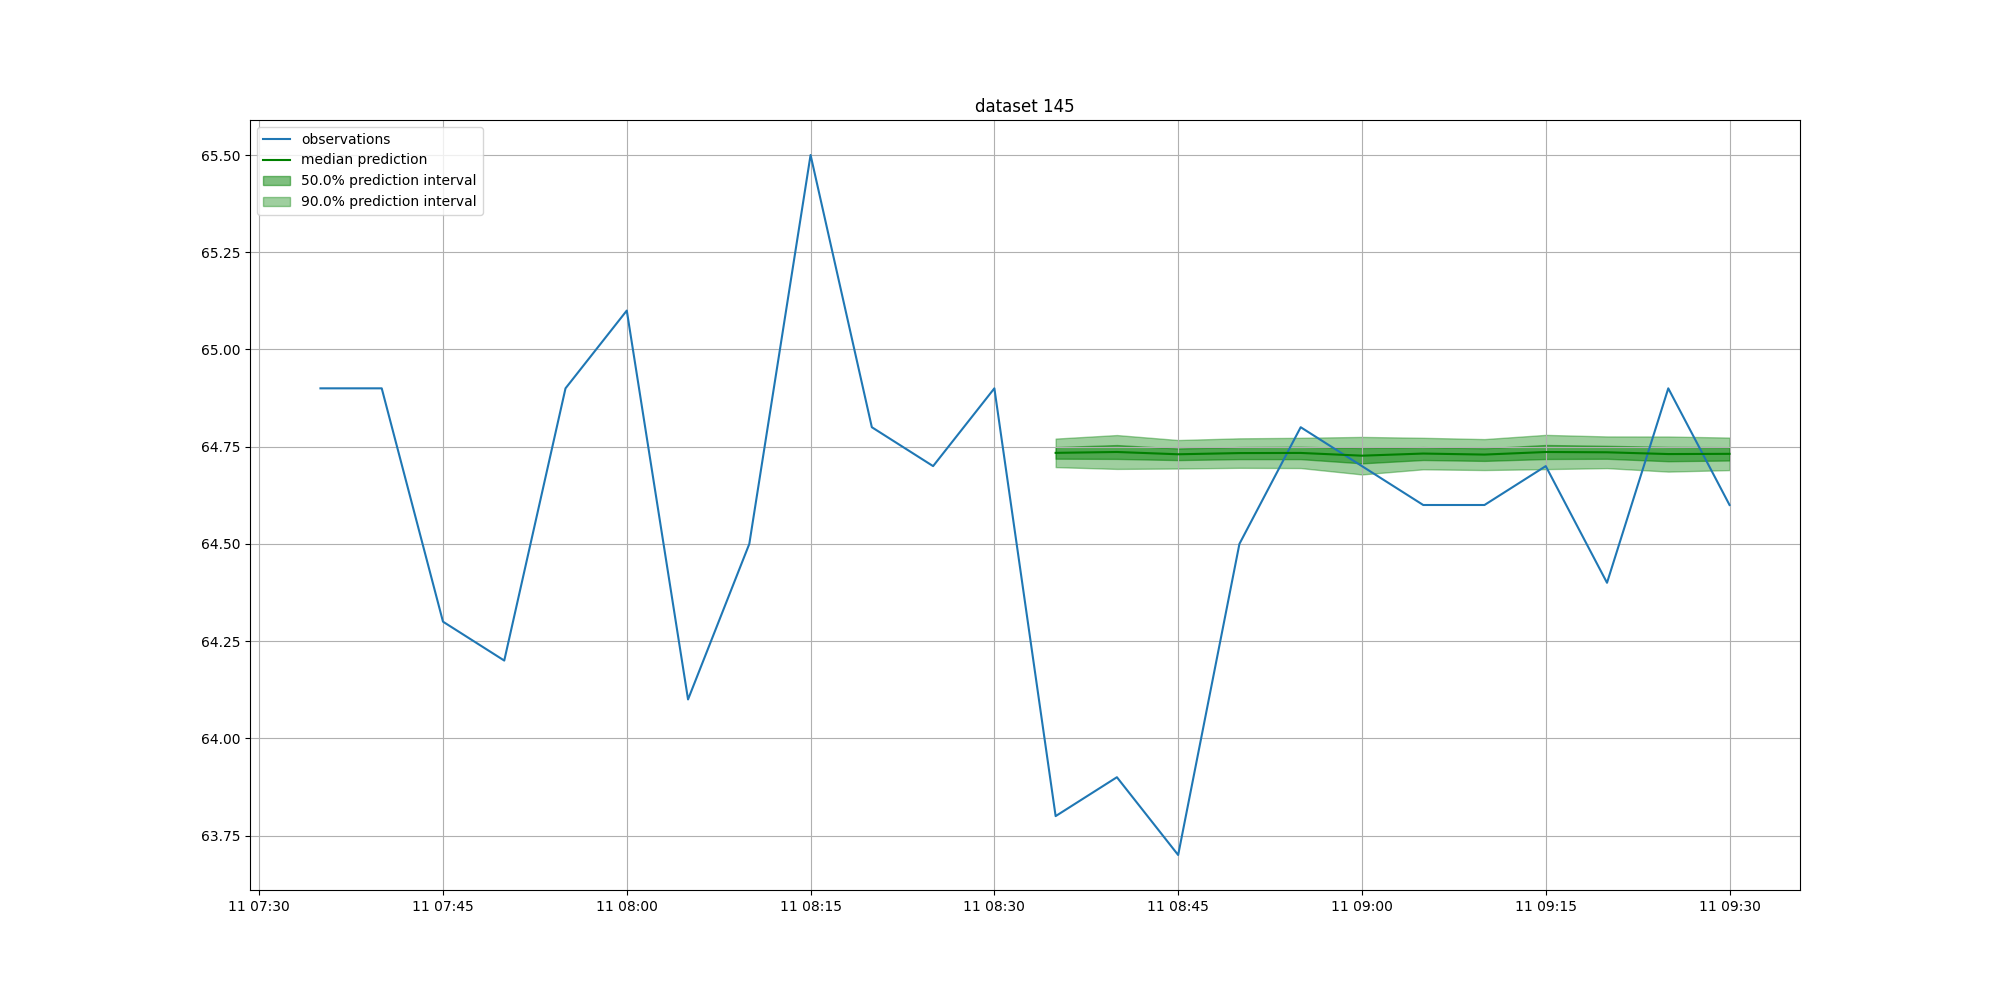 dataset 145
observations
median prediction
50.0% prediction interval
90.0% prediction interval
65.50
65.25
65.00
64.75
64.50
64.25
64.00
63.75
11 07:30 11 07:45 11 08:00 11 08:15 11 08:30 11 08:45 11 09:00 11 09:15 11 09:30